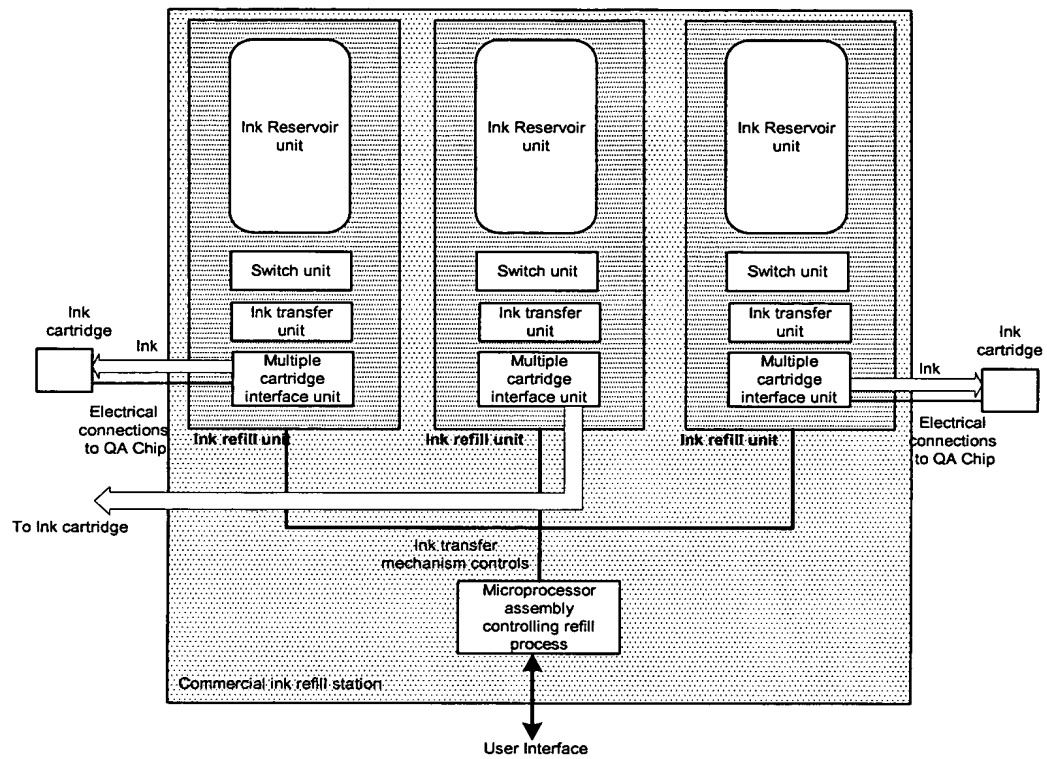 Ink Reservoir
unit
Ink Reservoir
unit
Ink Reservoir
unit
Switch unit
Switch unit
Switch unit
Ink transfer
unit
Ink transfer
unit
Ink transfer
unit
Ink
cartridge
Ink
Multiple
cartridge
interface unit
Multiple
cartridge
interface unit
Multiple
cartridge
interface unit
Ink
Ink
cartridge
Electrical
connections
to QA Chip
Ink refill unit
Ink refill unit
Ink refill unit
Electrical
connections
to QA Chip
To Ink cartridge
Ink transfer
mechanism controls
Microprocessor
assembly
controlling refill
process
Commercial ink refill station
User Interface